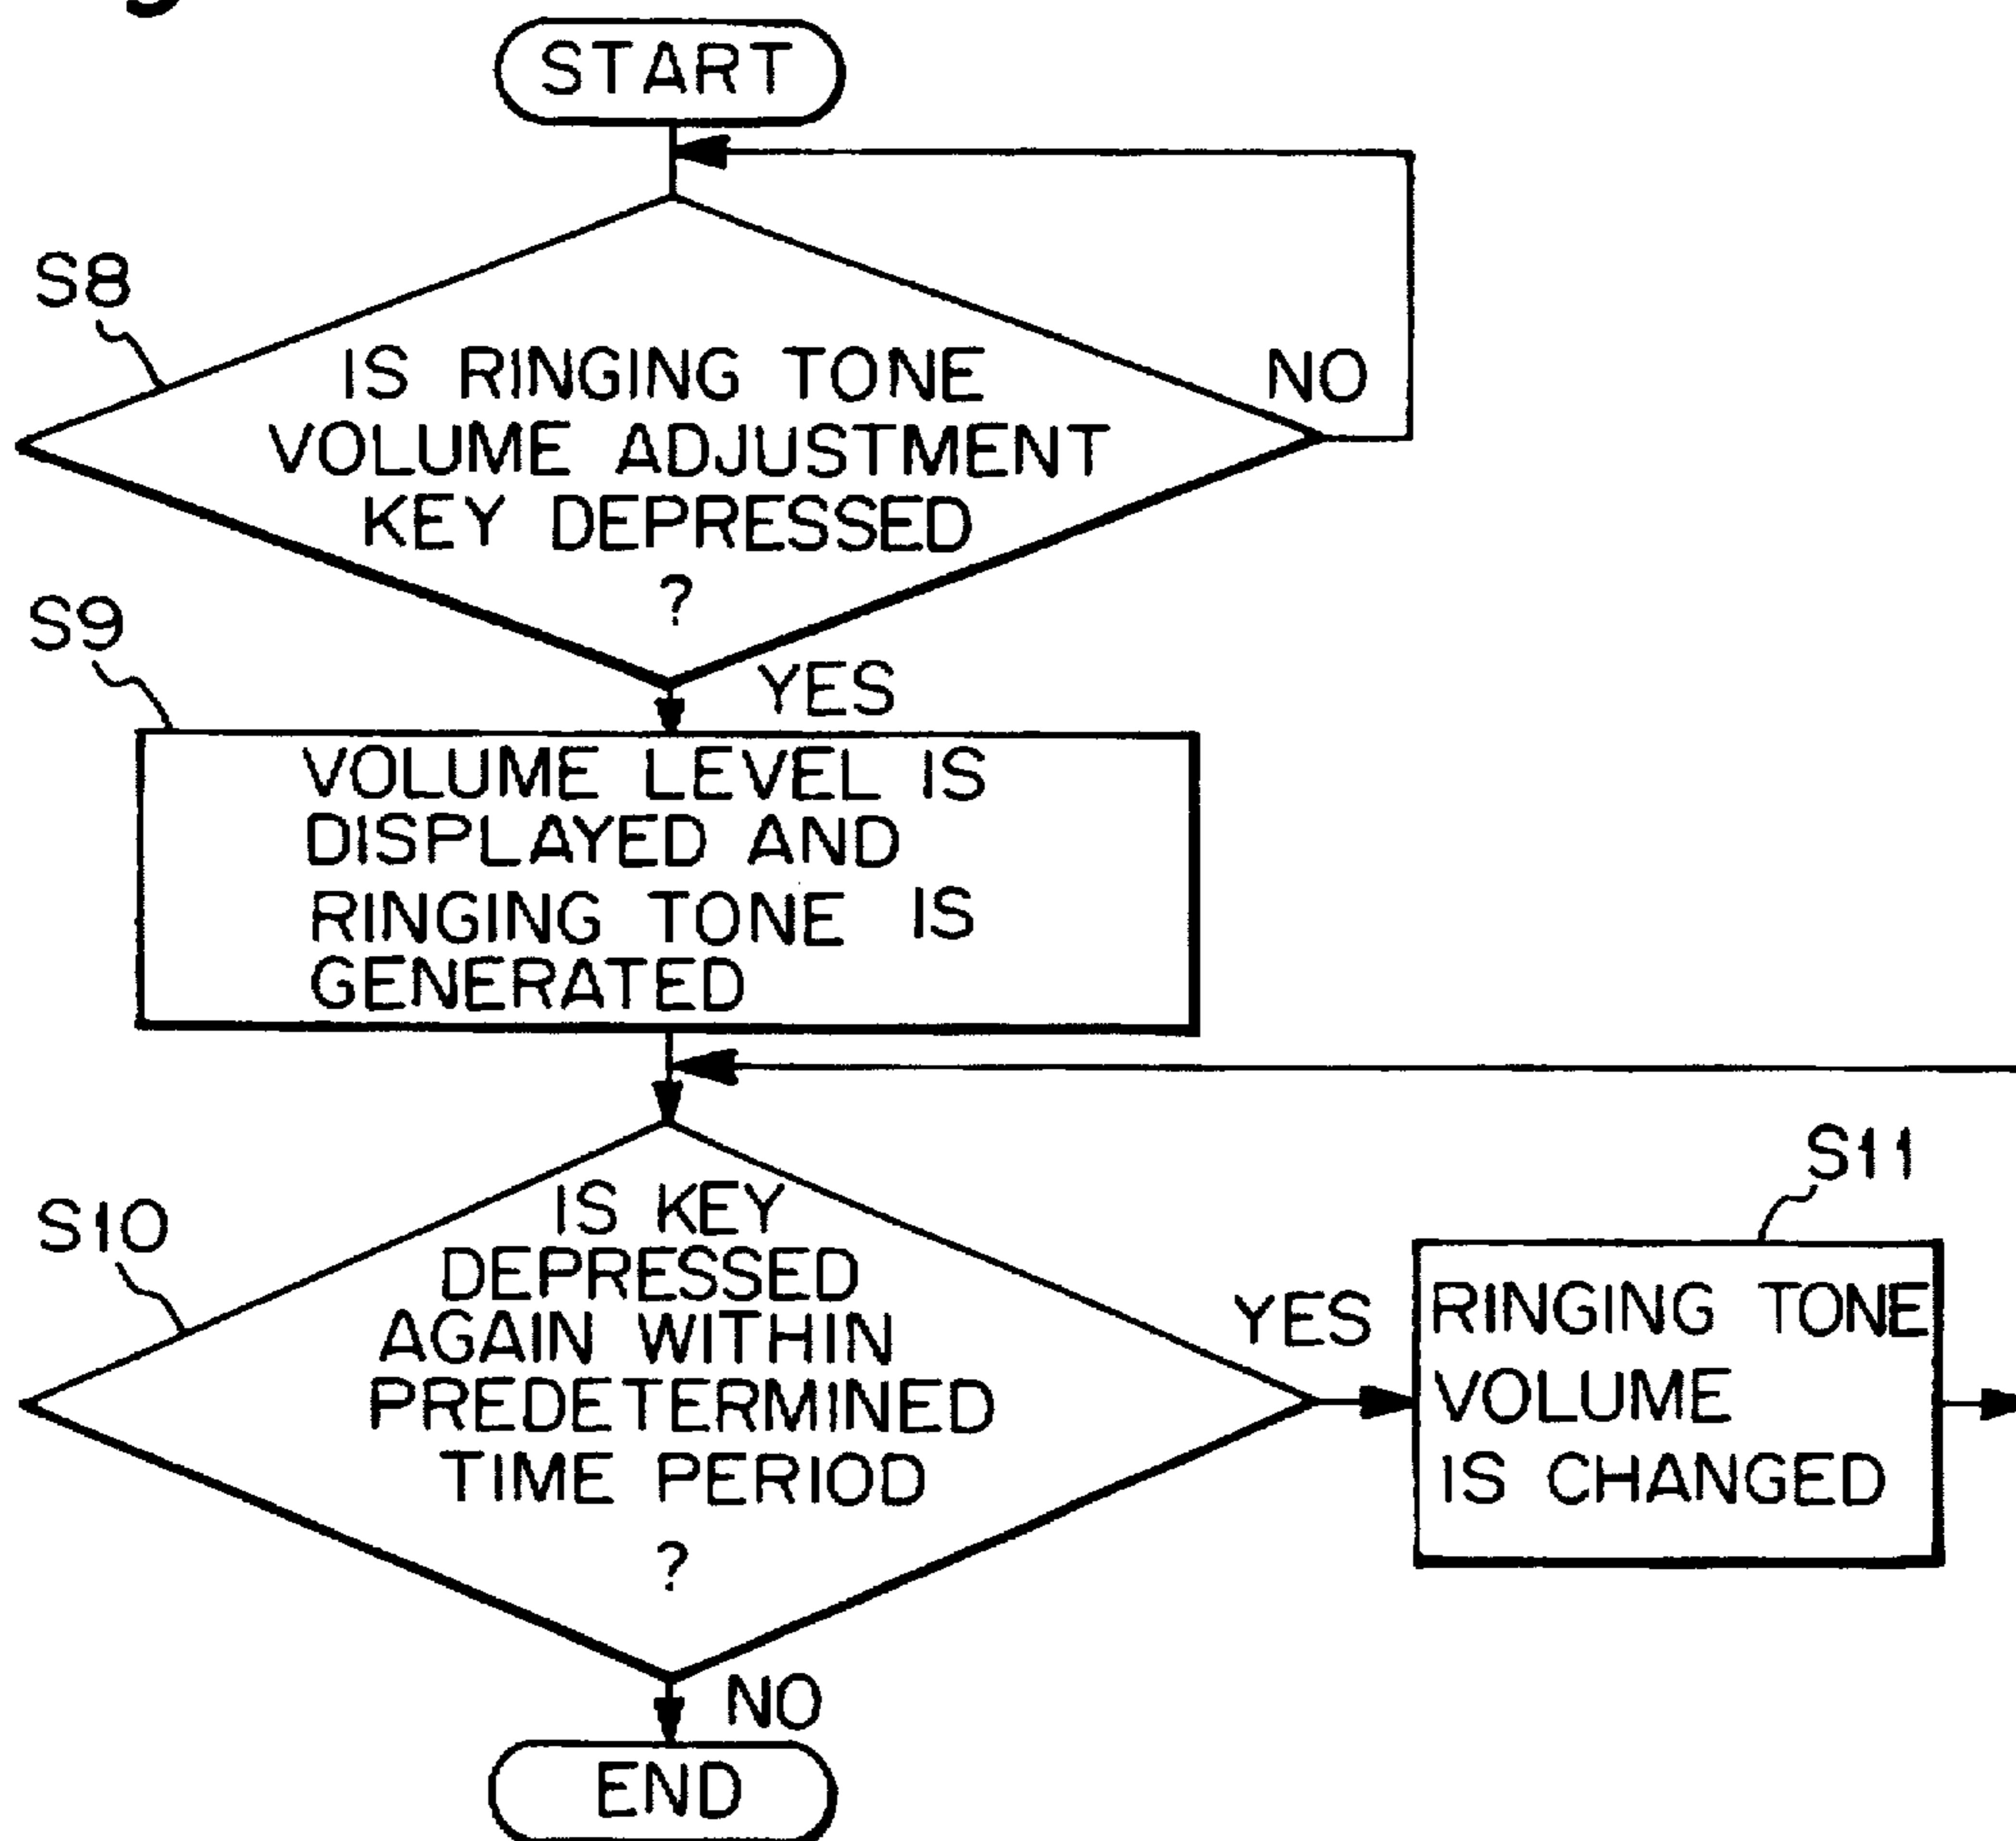 START
S8
IS RINGING TONE
VOLUME ADJUSTMENT
KEY DEPRESSED
?
NO
YES
S9
VOLUME LEVEL IS
DISPLAYED AND
RINGING TONE IS
GENERATED
S10
IS KEY
DEPRESSED
AGAIN WITHIN
PREDETERMINED
TIME PERIOD
?
YES
S11
RINGING TONE
VOLUME
IS CHANGED
NO
END